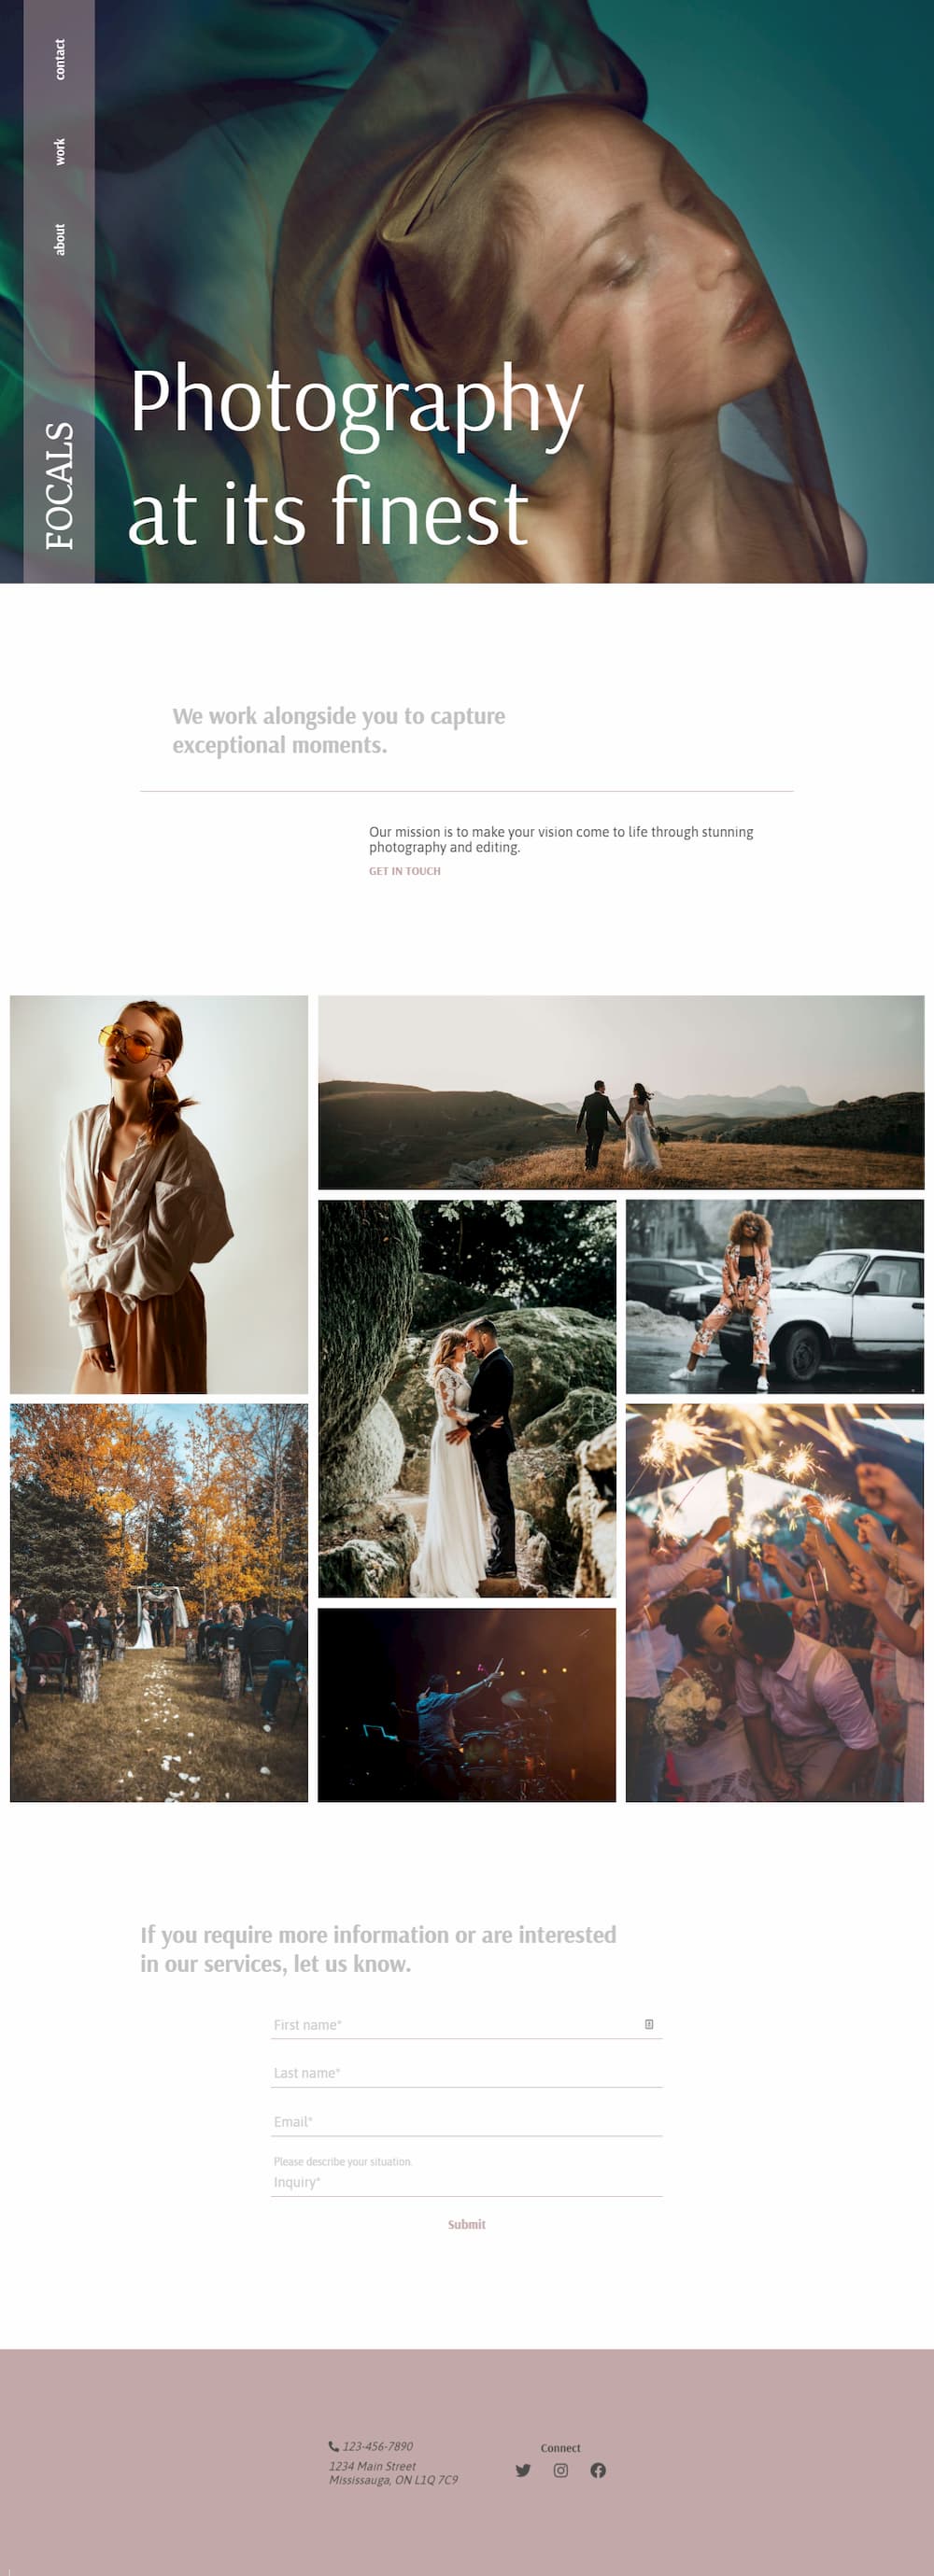 contact
work
about
FOCALS
Photography
at its finest
We work alongside you to capture
exceptional moments.
Our mission is to make your vision come to life through stunning
photography and editing.
GET IN TOUCH
If you require more information or are interested
in our services, let us know.
First name*
Last name*
Email*
Please describe your situation
Inquiry*
Submit
123-456-7890
1234 Main Street
Mississauga, ON L1Q 7C9
Connect